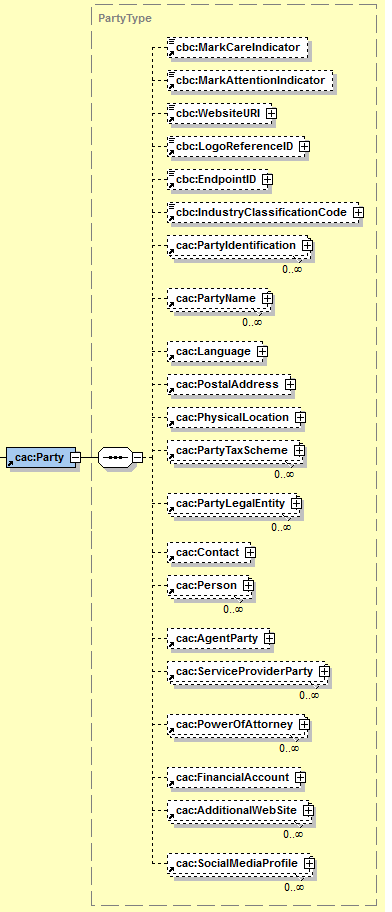 PartyType
cbc:MarkCareIndicator
cbc:MarkAttentionIndicator
cbc:WebsiteURI
cbc:LogoReferenceID
cbc:EndpointID
cbc:IndustryClassificationCode
cac:PartyIdentification
0..∞
cac:PartyName
0..∞
cac:Language
cac:PostalAddress
cac:PhysicalLocation
cac:Party
cac:PartyTaxScheme
0..∞
cac:PartyLegalEntity
0..∞
cac:Contact
cac:Person
0..∞
cac:AgentParty
cac:ServiceProviderParty
0..∞
cac:PowerOfAttorney
0..∞
cac:FinancialAccount
cac:AdditionalWebSite
0..∞
cac:SocialMediaProfile
0..∞